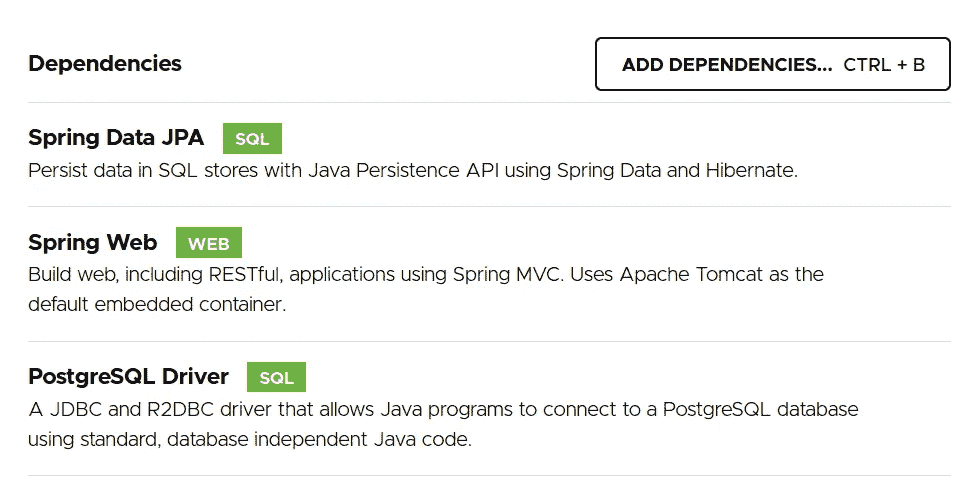 Dependencies
ADD DEPENDENCIES... CTRL + B
Spring Data JPA SQL
Persist data in SQL stores with Java Persistence API using Spring Data and Hibernate.
Spring Web WEB
Build web, including RESTful, applications using Spring MVC. Uses Apache Tomcat as the
default embedded container.
PostgreSQL Driver SQL
A JDBC and R2DBC driver that allows Java programs to connect to a PostgreSQL database
using standard, database independent Java code.